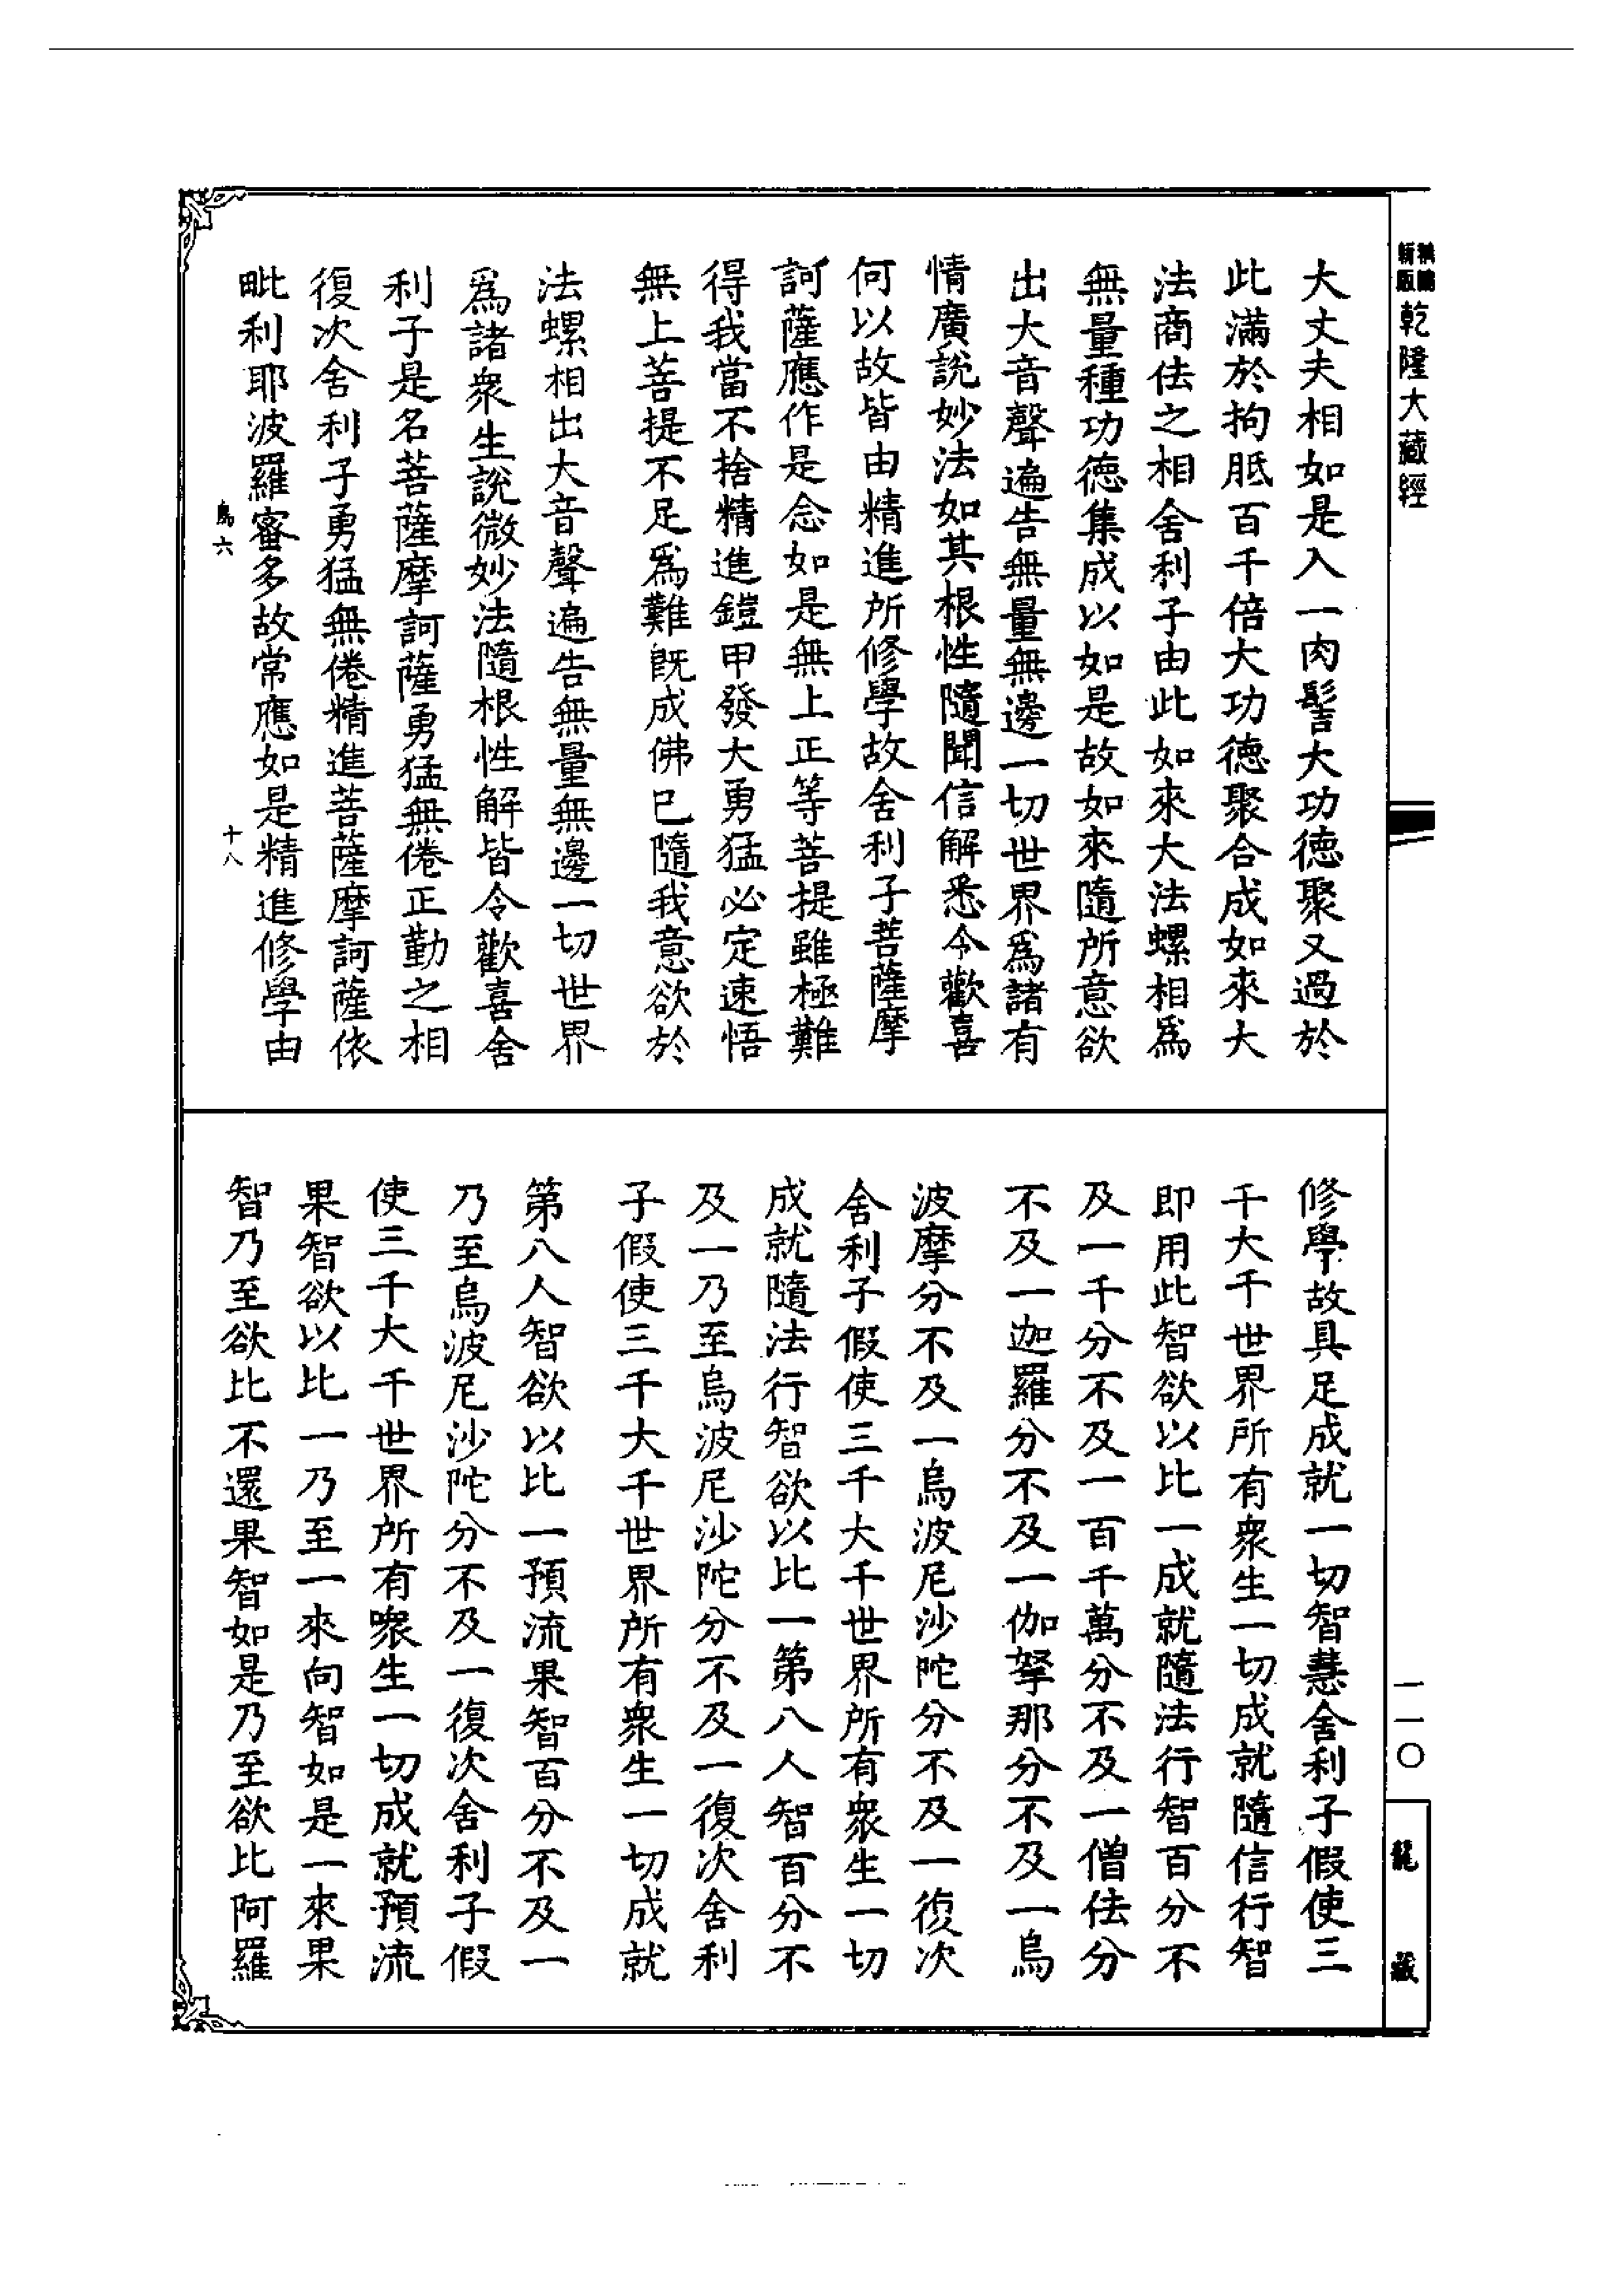 乾隆大藏經
大丈夫相如是入一肉髻大功德聚又過於
此滿於拘胝百千倍大功德聚合成如來大
法商佉之相舍利子由此如來大法螺相為
無量種功德集成以如是故如來隨所意欲
出大音聲遍告無量無邊一切世界為諸有
情廣說妙法如其根性隨聞信解悉令歡喜
何以故皆由精進所修學故舍利子菩薩摩
訶薩應作是念如是無上正等菩提雖極難
得我當不捨精進鎧甲發大勇猛必定速悟
無上菩提不足為難既成佛已隨我意欲於
法螺相出大音聲遍告無量無邊一切世界
為諸眾生說微妙法隨根性解皆令歡喜舍
利子是名菩薩摩訶薩勇猛無倦正勤之相
復次舍利子勇猛無倦精進菩薩摩訶薩依
毗利耶波羅蜜多故常應如是精進修學由
鳥六
十八
修學故具足成就一切智慧舍利子假使三
千大千世界所有眾生一切成就隨信行智
即用此智欲以比一成就隨法行智百分不
及一千分不及一百千萬分不及一僧佉分
不及一迦羅分不及一伽拏那分不及一烏
波摩分不及一烏波尼沙陀分不及一復次
舍利子假使三千大千世界所有眾生一切
成就隨法行智欲以比一第八人智百分不
及一乃至烏波尼沙陀分不及一復次舍利
子假使三千大千世界所有眾生一切成就
第八人智欲以比一預流果智百分不及一
乃至烏波尼沙陀分不及一復次舍利子假
使三千大千世界所有眾生一切成就預流
果智欲以比一乃至一來向智如是一來果
智乃至欲比不還果智如是乃至欲比阿羅
一一〇
龍藏